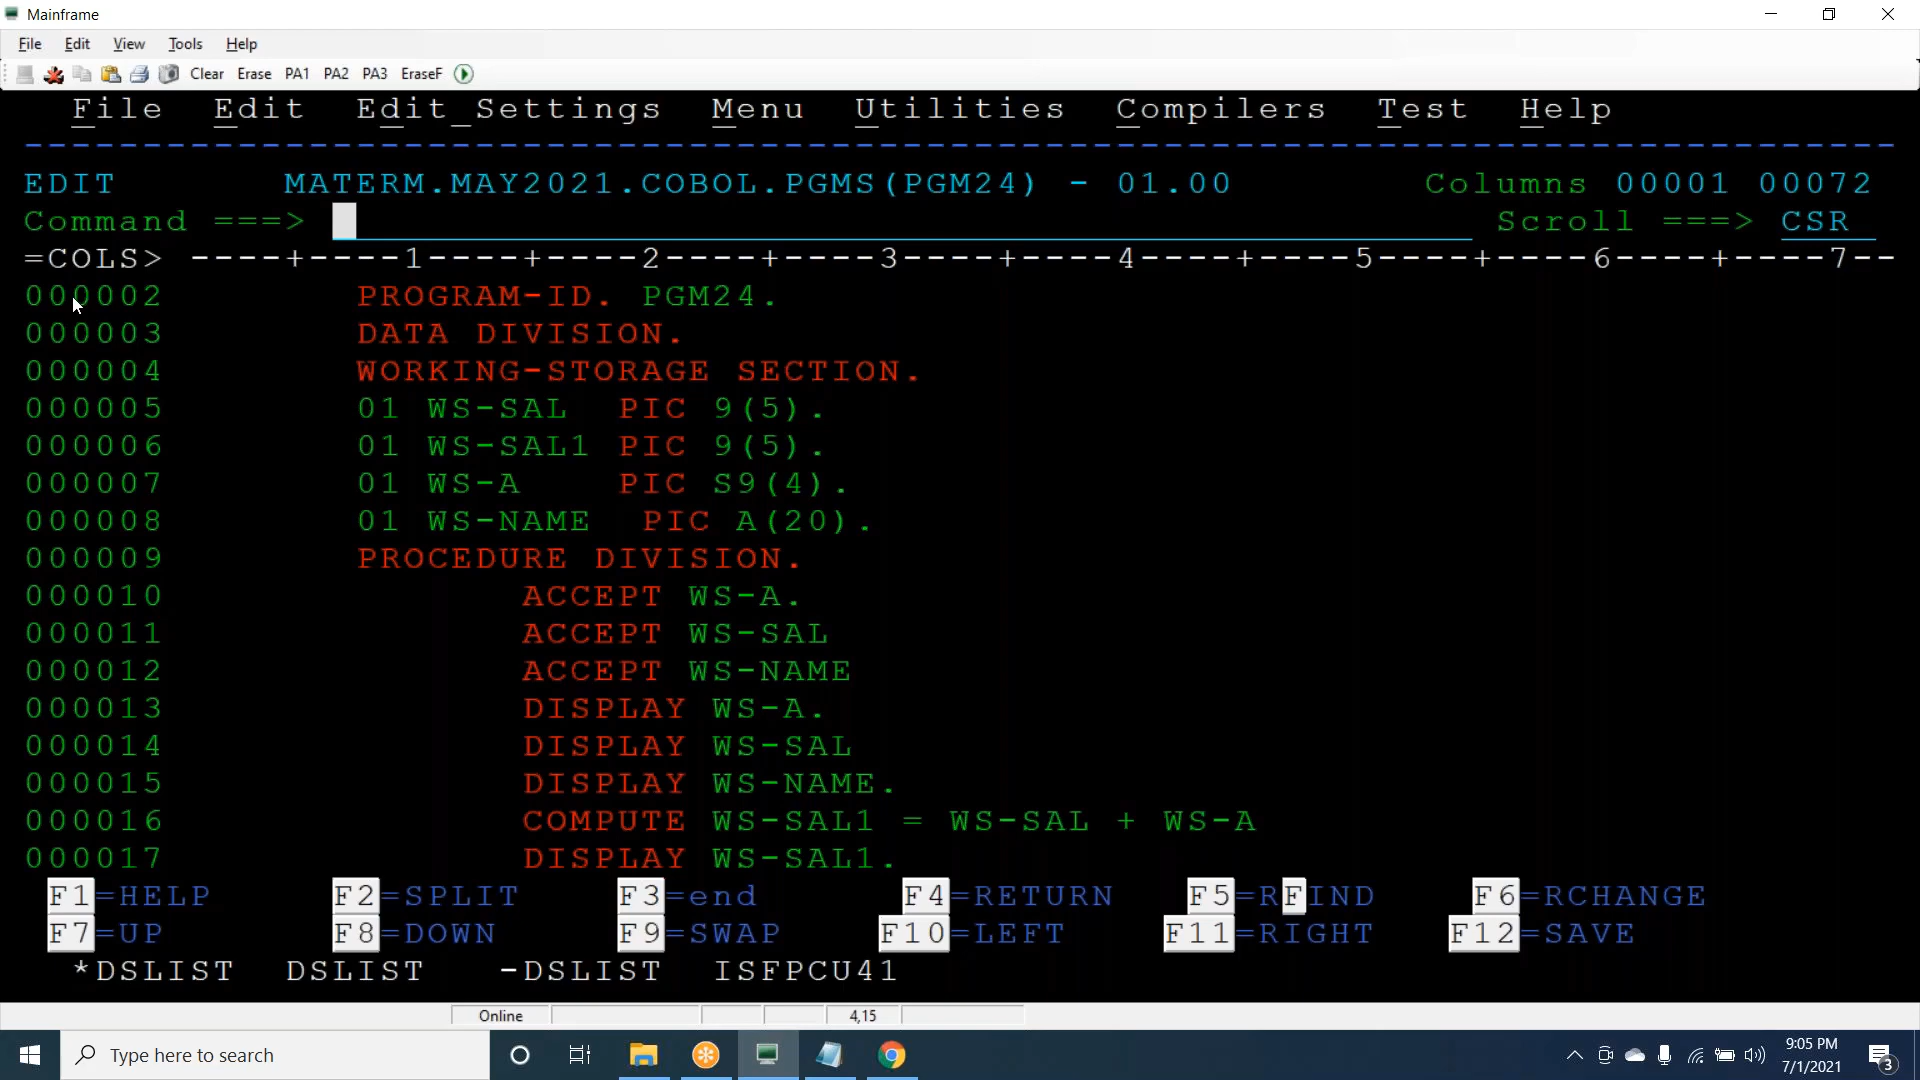 Mainframe
File Edit View Tools Help
Clear Erase PA1 PA2 PA3 EraseF
File Edit Edit_Settings Menu Utilities Compilers Test Help
--------------------------------------------------------------------------------
EDIT MATERM.MAY2021.COBOL.PGMS(PGM24) - 01.00 Columns 00001 00072
Command ===> Scroll ===> CSR
=COLS> ----+----1----+----2----+----3----+----4----+----5----+----6----+----7--
000002 PROGRAM-ID. PGM24.
000003 DATA DIVISION.
000004 WORKING-STORAGE SECTION.
000005 01 WS-SAL PIC 9(5).
000006 01 WS-SAL1 PIC 9(5).
000007 01 WS-A PIC S9(4).
000008 01 WS-NAME PIC A(20).
000009 PROCEDURE DIVISION.
000010 ACCEPT WS-A.
000011 ACCEPT WS-SAL
000012 ACCEPT WS-NAME
000013 DISPLAY WS-A.
000014 DISPLAY WS-SAL
000015 DISPLAY WS-NAME.
000016 COMPUTE WS-SAL1 = WS-SAL + WS-A
000017 DISPLAY WS-SAL1.
F1=HELP F2=SPLIT F3=end F4=RETURN F5=RFIND F6=RCHANGE
F7=UP F8=DOWN F9=SWAP F10=LEFT F11=RIGHT F12=SAVE
*DSLIST DSLIST -DSLIST ISFPCU41
Online 4,15
Type here to search
9:05 PM
7/1/2021
3